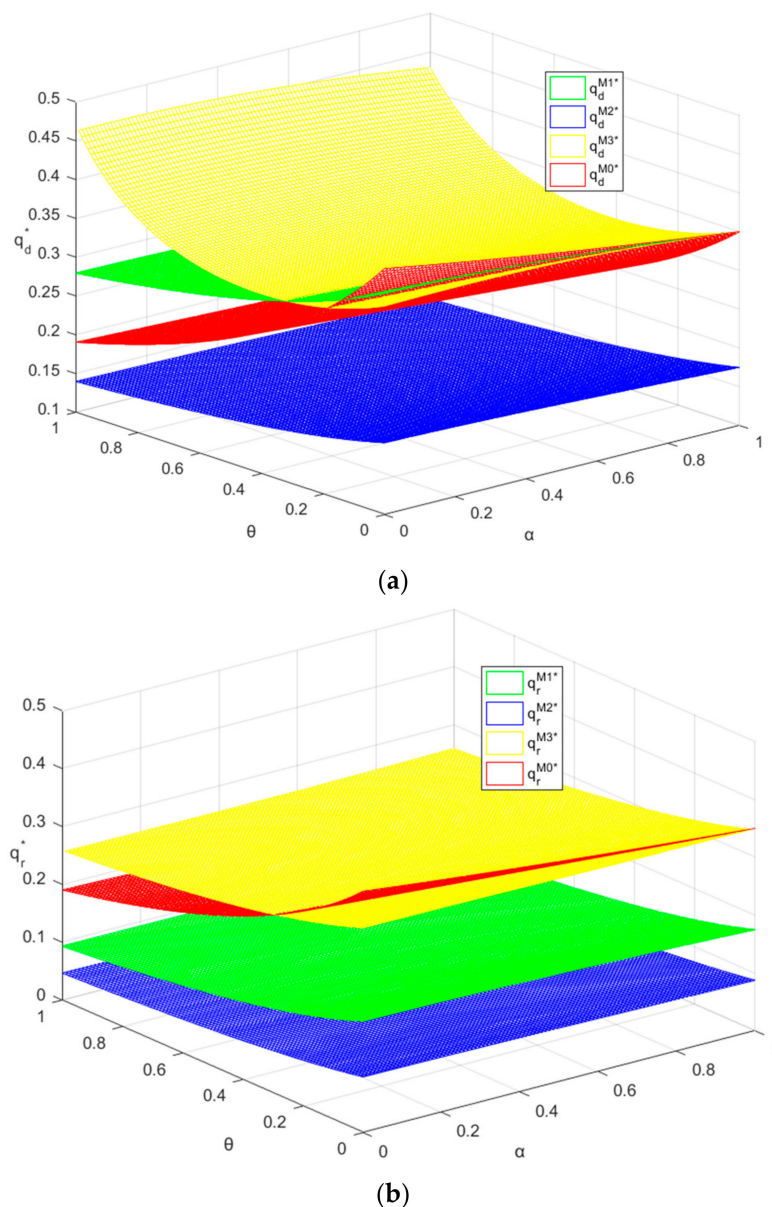 0.5
0.45
0.4
0.35
0.3
0.25
0.2
0.15
0.1
q_d^*
q_d^{M1*}
q_d^{M2*}
q_d^{M3*}
q_d^{M0*}
1
0.8
0.6
0.4
0.2
0
θ
0
0.2
0.4
0.6
0.8
1
α
(a)
0.5
0.4
0.3
0.2
0.1
0
q_r^*
q_r^{M1*}
q_r^{M2*}
q_r^{M3*}
q_r^{M0*}
1
0.8
0.6
0.4
0.2
0
θ
0
0.2
0.4
0.6
0.8
α
(b)